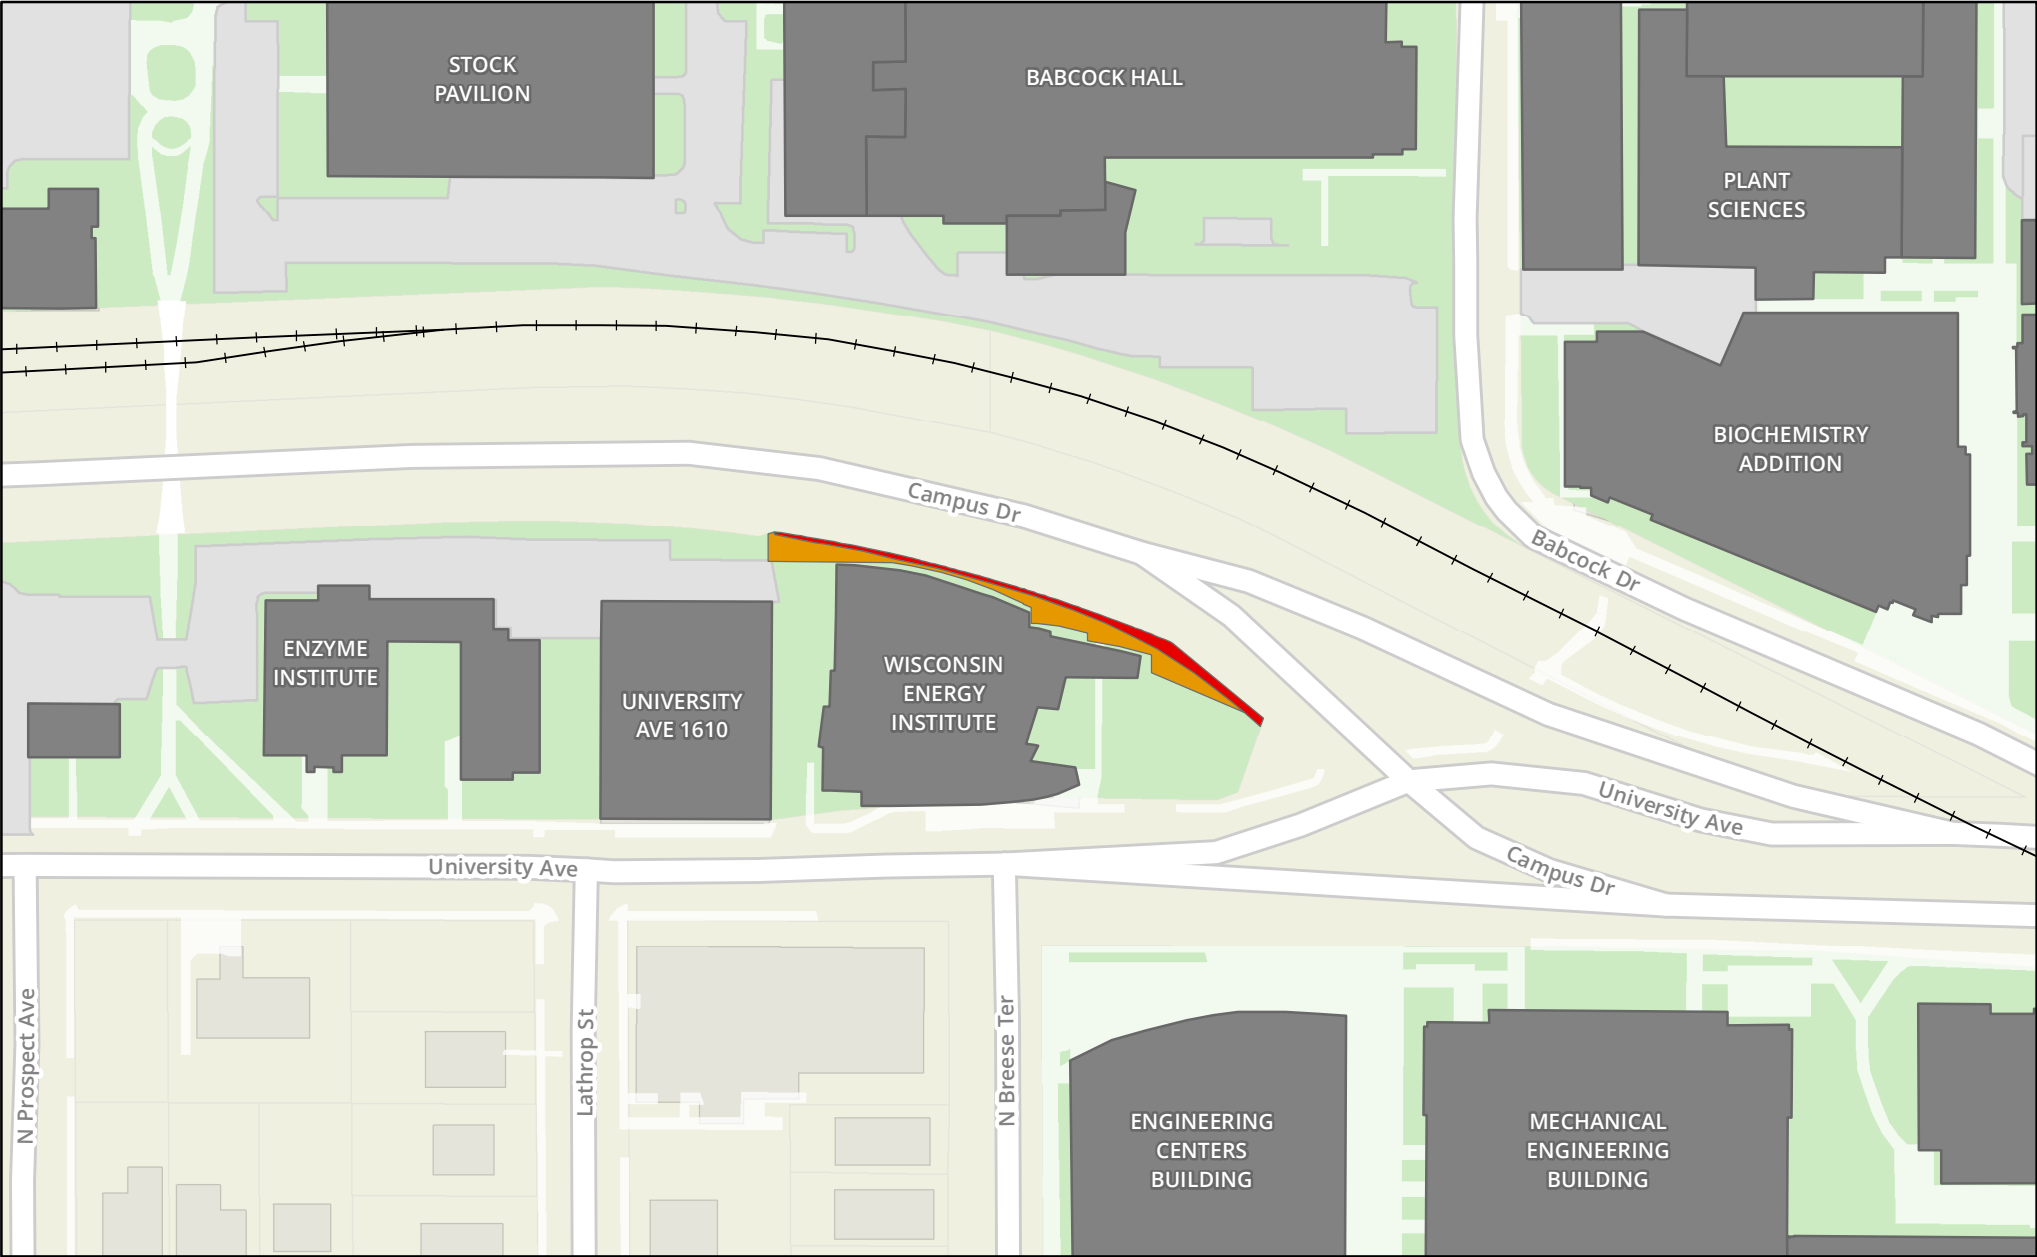 STOCK
PAVILION
BABCOCK HALL
PLANT
SCIENCES
BIOCHEMISTRY
ADDITION
Campus Dr
Babcock Dr
ENZYME
INSTITUTE
UNIVERSITY
AVE 1610
WISCONSIN
ENERGY
INSTITUTE
University Ave
University Ave
Campus Dr
N Prospect Ave
Lathrop St
N Breese Ter
ENGINEERING
CENTERS
BUILDING
MECHANICAL
ENGINEERING
BUILDING